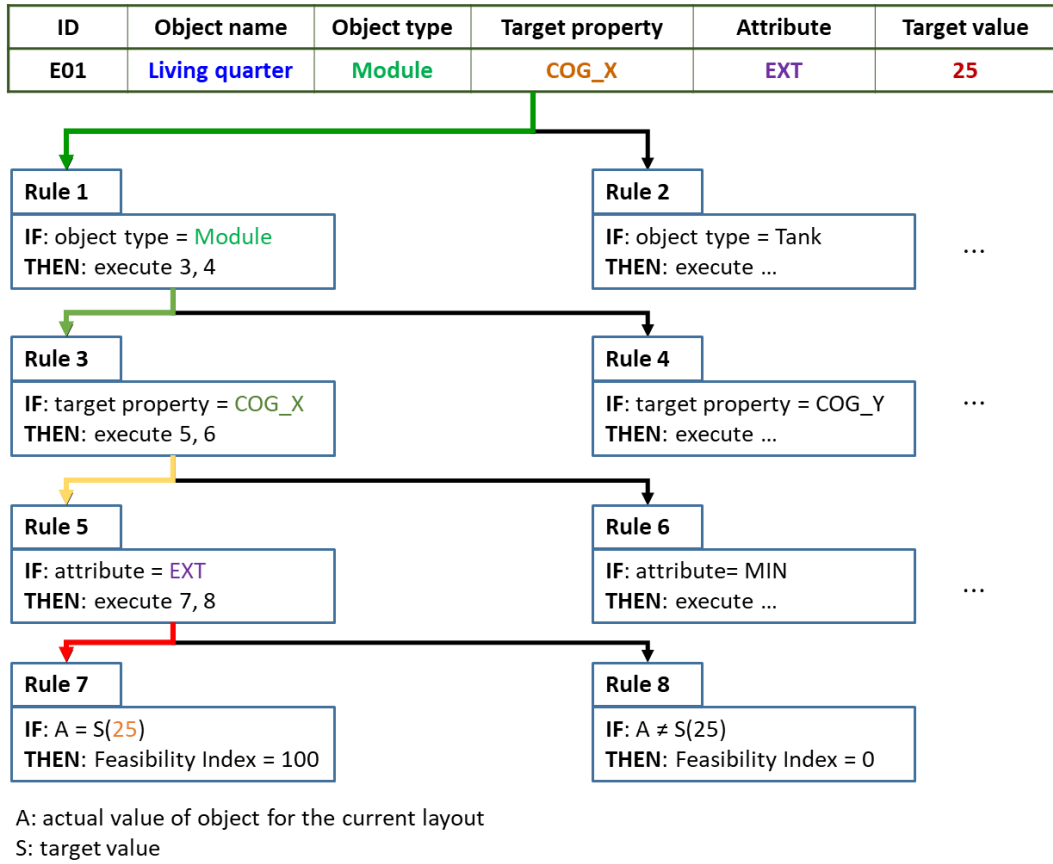 ID Object name Object type Target property Attribute Target value
E01 Living quarter Module COG_X EXT 25
Rule 1 Rule 2
IF: object type = Module IF: object type = Tank
THEN: execute 3, 4 THEN: execute ...
...
Rule 3 Rule 4
IF: target property = COG_X IF: target property = COG_Y
THEN: execute 5, 6 THEN: execute ...
...
Rule 5 Rule 6
IF: attribute = EXT IF: attribute= MIN
THEN: execute 7, 8 THEN: execute ...
...
Rule 7 Rule 8
IF: A = S(25) IF: A ≠ S(25)
THEN: Feasibility Index = 100 THEN: Feasibility Index = 0
A: actual value of object for the current layout
S: target value